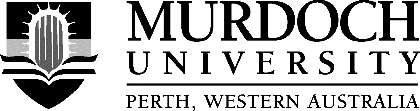 MURDOCH
UNIVERSITY
PERTH, WESTERN AUSTRALIA